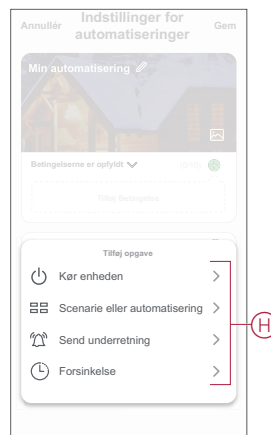 Annullér
Indstillinger for
automatiseringer
Gem
Min automatisering
Betingelserne er opfyldt
Tilføj Betingelse
Tilføj opgave
Kør enheden
Scenarie eller automatisering
Send underretning
Forsinkelse
H